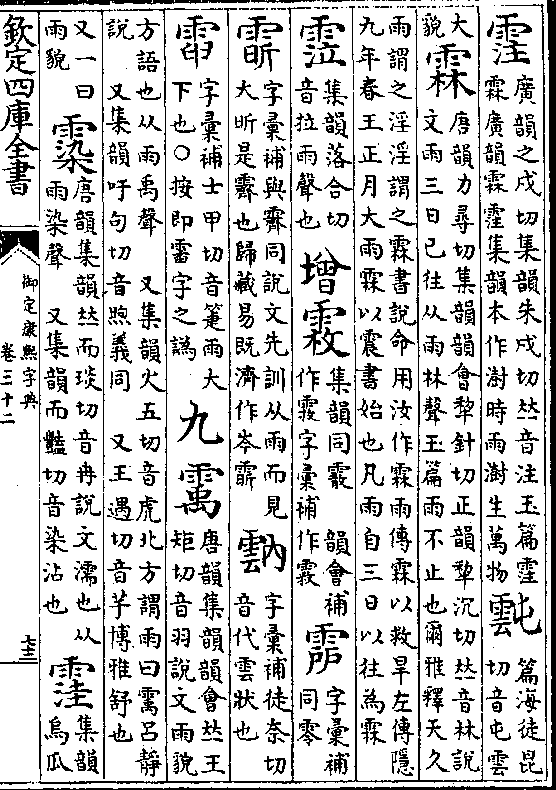 霔廣韻之戍切集韻朱戍切𠀤音注玉篇霔
霖廣韻霖霔集韻本作澍時雨澍生萬物 篇海徒昆
切音屯雲
大
貌霖唐韻力尋切集韻韻會犂針切正韻犂沉切𠀤音林說
文雨三日已往从雨林聲玉篇雨不止也爾雅釋天久
雨謂之淫淫謂之霖書說命用汝作霖雨傳霖以救旱左傳隱
九年春王正月大雨霖以震書始也凡雨自三日以往為霖
䨜集韻落合切
音拉雨聲也增集韻同霰 韻會補
作霰字彙補作霰 字彙補
同零
字彙補與霽同說文先訓从雨而見
大昕是霽也歸藏易既濟作岑霨 字彙補徒奈切
音代雲狀也
字彙補士甲切音萐雨大
下也○按即霅字之譌九䨞唐韻集韻韻會𠀤王
矩切音羽說文雨貌
方語也从雨禹聲 又集韻火五切音虎北方謂雨曰䨞呂靜
說 又集韻吁句切音煦義同 又王遇切音芋博雅舒也
又一曰
雨貌䨛唐韻集韻𠀤而琰切音冉說文濡也从
雨染聲 又集韻而豔切音染沾也 䨟集韻
烏瓜
欽定四庫全書
御定康熙字典
卷三十二
七三